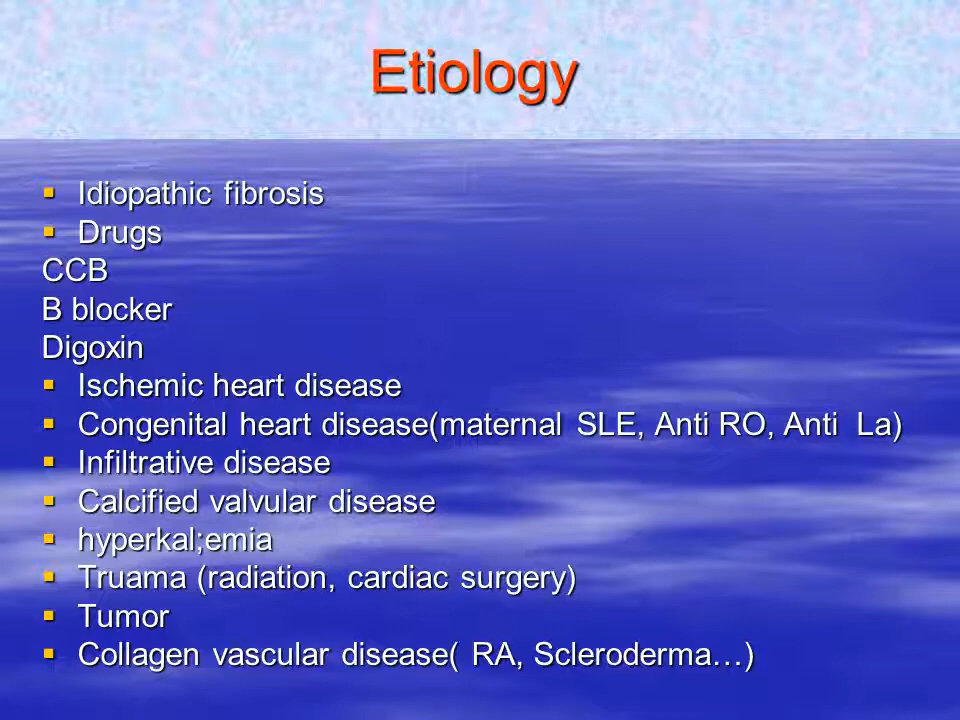 Etiology
▪ Idiopathic fibrosis
▪ Drugs
CCB
B blocker
Digoxin
▪ Ischemic heart disease
▪ Congenital heart disease(maternal SLE, Anti RO, Anti La)
▪ Infiltrative disease
▪ Calcified valvular disease
▪ hyperkal;emia
▪ Truama (radiation, cardiac surgery)
▪ Tumor
▪ Collagen vascular disease( RA, Scleroderma…)